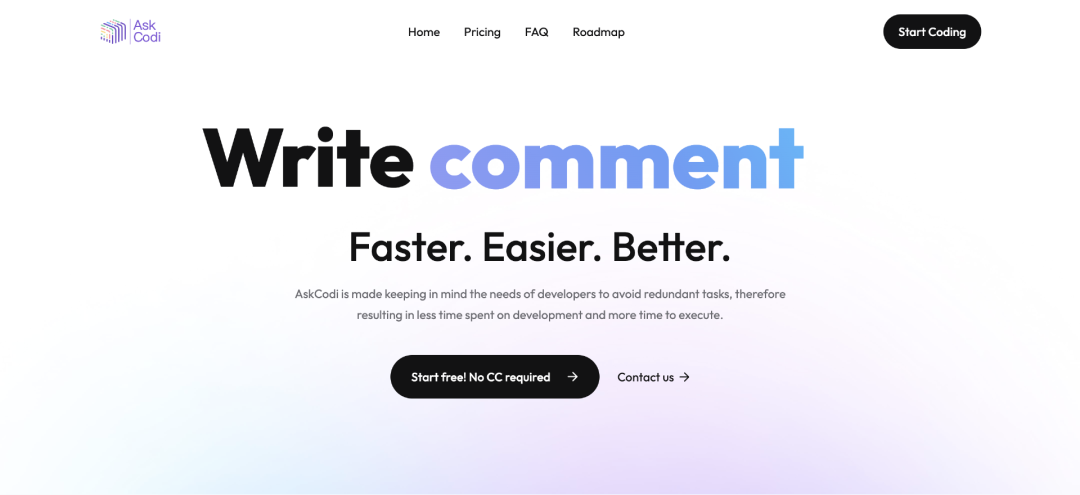 Ask
Codi
Home
Pricing
FAQ
Roadmap
Start Coding
Write comment
Faster. Easier. Better.
AskCodi is made keeping in mind the needs of developers to avoid redundant tasks, therefore
resulting in less time spent on development and more time to execute.
Start free! No CC required →
Contact us →